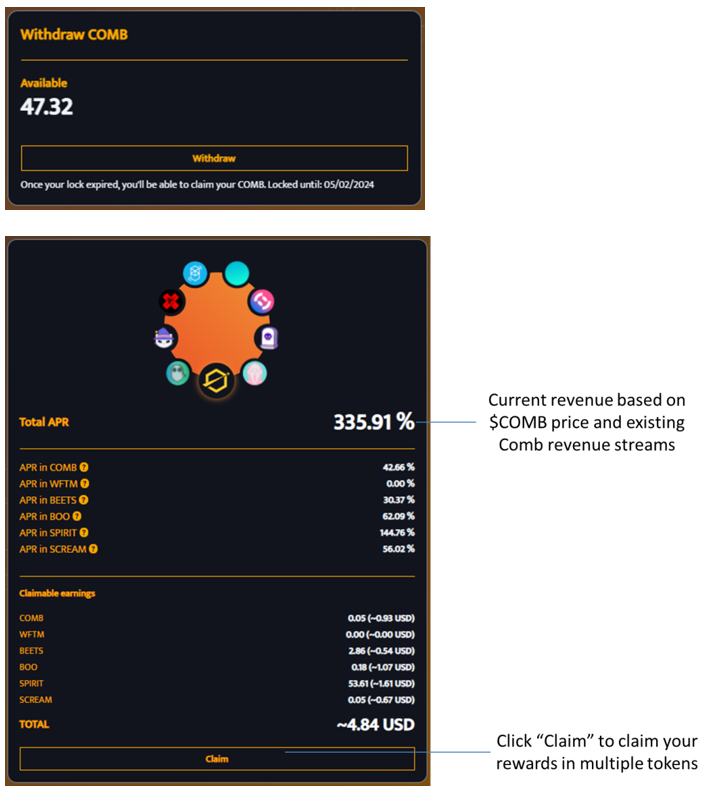 Withdraw COMB
Available
47.32
Withdraw
Once your lock expired, you'll be able to claim your COMB. Locked until: 05/02/2024
Total APR 335.91 %
Current revenue based on
$COMB price and existing
Comb revenue streams
APR in COMB ? 42.66 %
APR in WFTM ? 0.00 %
APR in BEETS ? 30.37 %
APR in BOO ? 62.09 %
APR in SPIRIT ? 144.76 %
APR in SCREAM ? 56.02 %
Claimable earnings
COMB 0.05 (~0.93 USD)
WFTM 0.00 (~0.00 USD)
BEETS 2.86 (~0.54 USD)
BOO 0.18 (~1.07 USD)
SPIRIT 53.61 (~1.61 USD)
SCREAM 0.05 (~0.67 USD)
TOTAL ~4.84 USD
Claim
Click “Claim” to claim your
rewards in multiple tokens